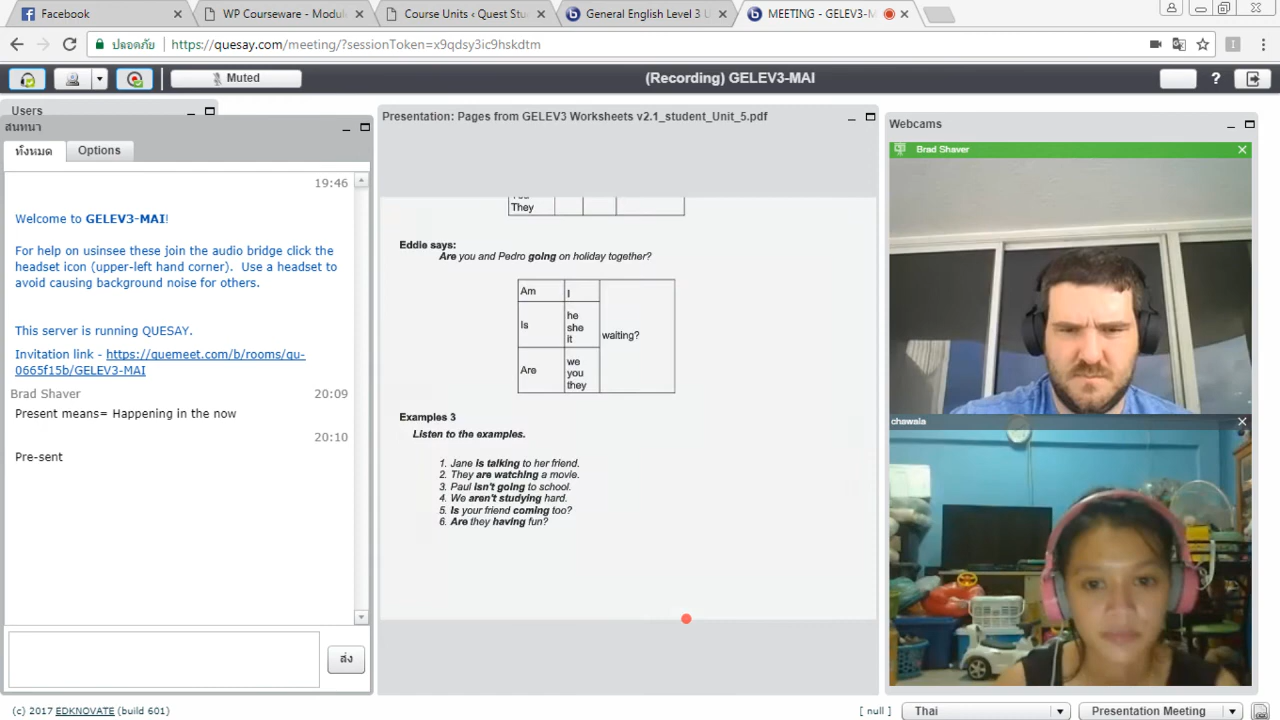 Facebook
WP Courseware - Modul
Course Units ‹ Quest Stu
General English Level 3 U
MEETING - GELEV3-M
ปลอดภัย
https://quesay.com/meeting/?sessionToken=x9qdsy3ic9hskdtm
Muted
(Recording) GELEV3-MAI
?
Users
สนทนา
ทั้งหมด
Options
19:46
Welcome to GELEV3-MAI!
For help on usinsee these join the audio bridge click the
headset icon (upper-left hand corner). Use a headset to
avoid causing background noise for others.
This server is running QUESAY.
Invitation link - https://quemeet.com/b/rooms/qu-
0665f15b/GELEV3-MAI
Brad Shaver 20:09
Present means= Happening in the now
20:10
Pre-sent
ส่ง
Presentation: Pages from GELEV3 Worksheets v2.1_student_Unit_5.pdf
You
They
Eddie says:
Are you and Pedro going on holiday together?
Am I
Is he
she
it
waiting?
Are we
you
they
Examples 3
Listen to the examples.
1. Jane is talking to her friend.
2. They are watching a movie.
3. Paul isn't going to school.
4. We aren't studying hard.
5. Is your friend coming too?
6. Are they having fun?
Webcams
Brad Shaver
chawala
(c) 2017 EDKNOVATE (build 601)
[ null ]
Thai
Presentation Meeting